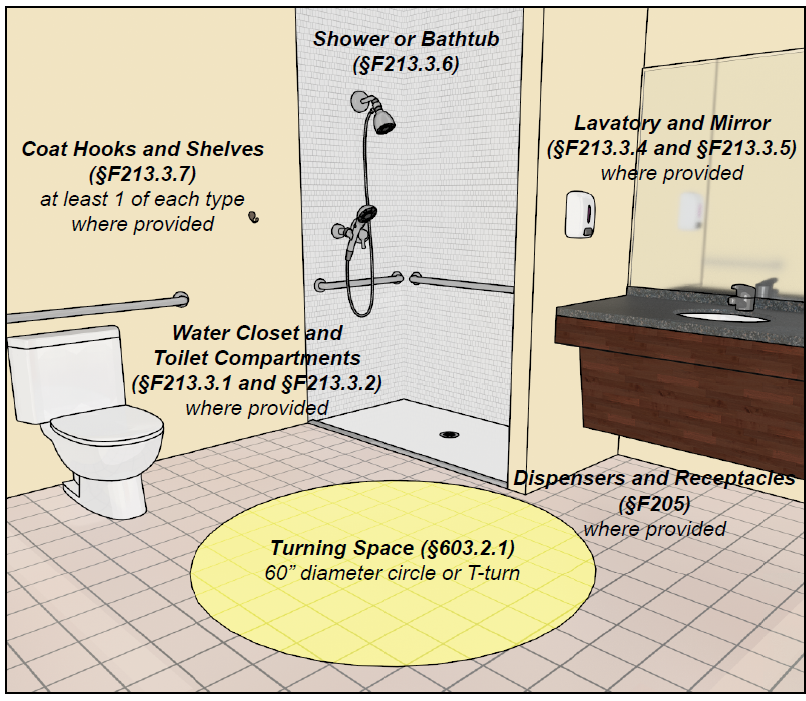 Shower or Bathtub
(§F213.3.6)
Coat Hooks and Shelves
(§F213.3.7)
at least 1 of each type
where provided
Lavatory and Mirror
(§F213.3.4 and §F213.3.5)
where provided
Water Closet and
Toilet Compartments
(§F213.3.1 and §F213.3.2)
where provided
Dispensers and Receptacles
(§F205)
where provided
Turning Space (§603.2.1)
60” diameter circle or T-turn